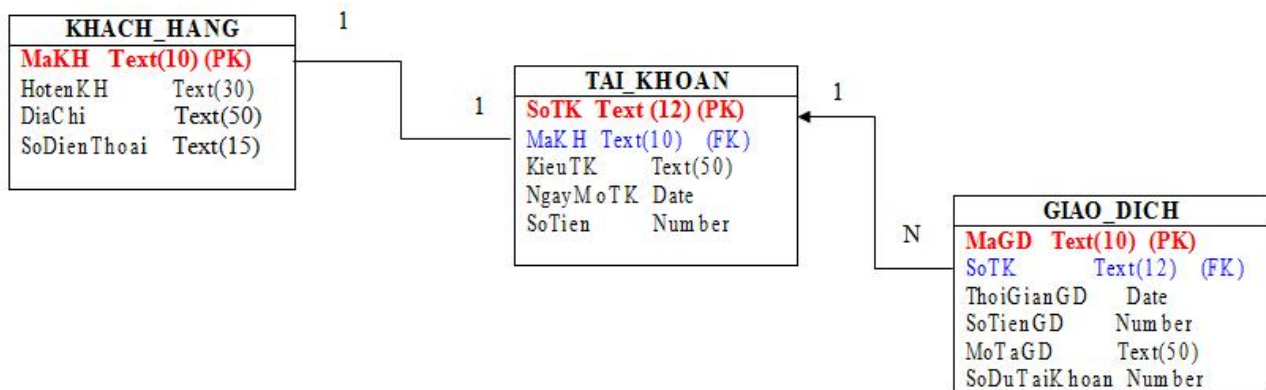 KHACH_HANG
MaKH Text(10) (PK)
HotenKH Text(30)
DiaChi Text(50)
SoDienThoai Text(15)
1
1
TAI_KHOAN
SoTK Text (12) (PK)
MaKH Text(10) (FK)
KieuTK Text(50)
NgayMoTK Date
SoTien Number
1
N
GIAO_DICH
MaGD Text(10) (PK)
SoTK Text(12) (FK)
ThoiGianGD Date
SoTienGD Number
MoTaGD Text(50)
SoDuTaiKhoan Number